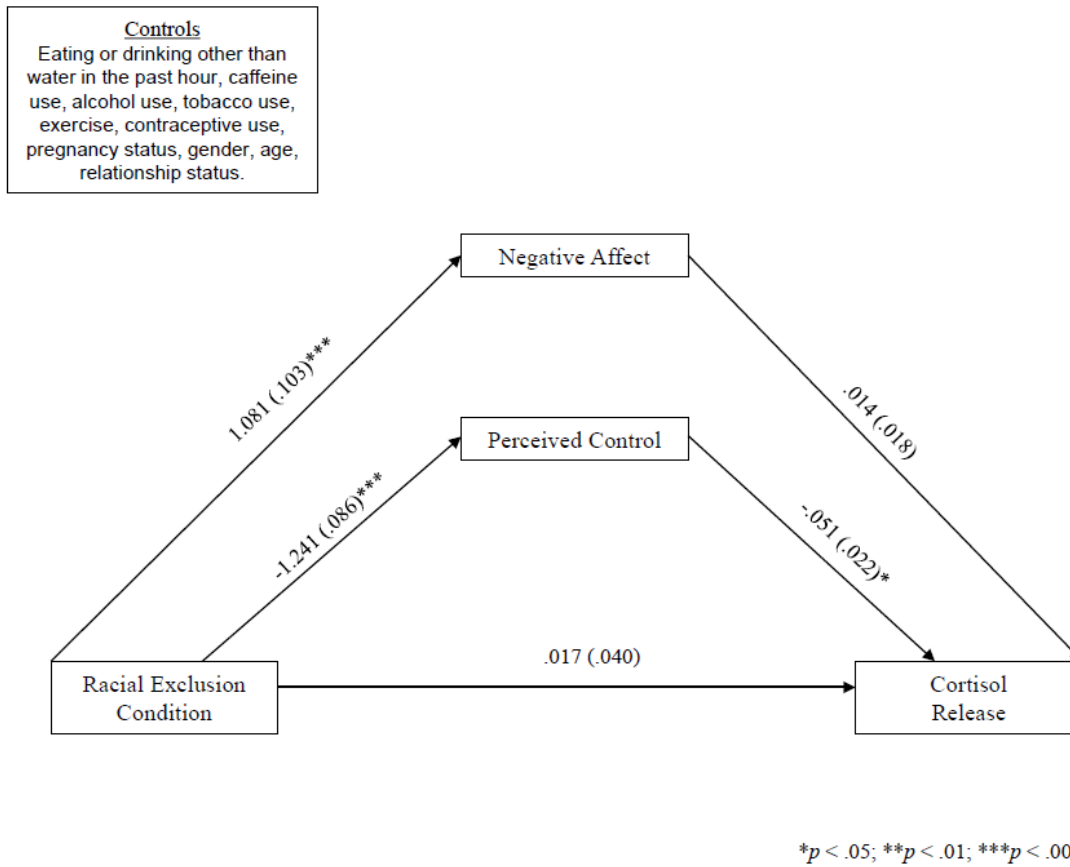 Controls
Eating or drinking other than
water in the past hour, caffeine
use, alcohol use, tobacco use,
exercise, contraceptive use,
pregnancy status, gender, age,
relationship status.
Negative Affect
1.081 (.103)***
.014 (.018)
Perceived Control
-1.241 (.086)***
-.051 (.022)*
.017 (.040)
Racial Exclusion
Condition
Cortisol
Release
*p < .05; **p < .01; ***p < .00